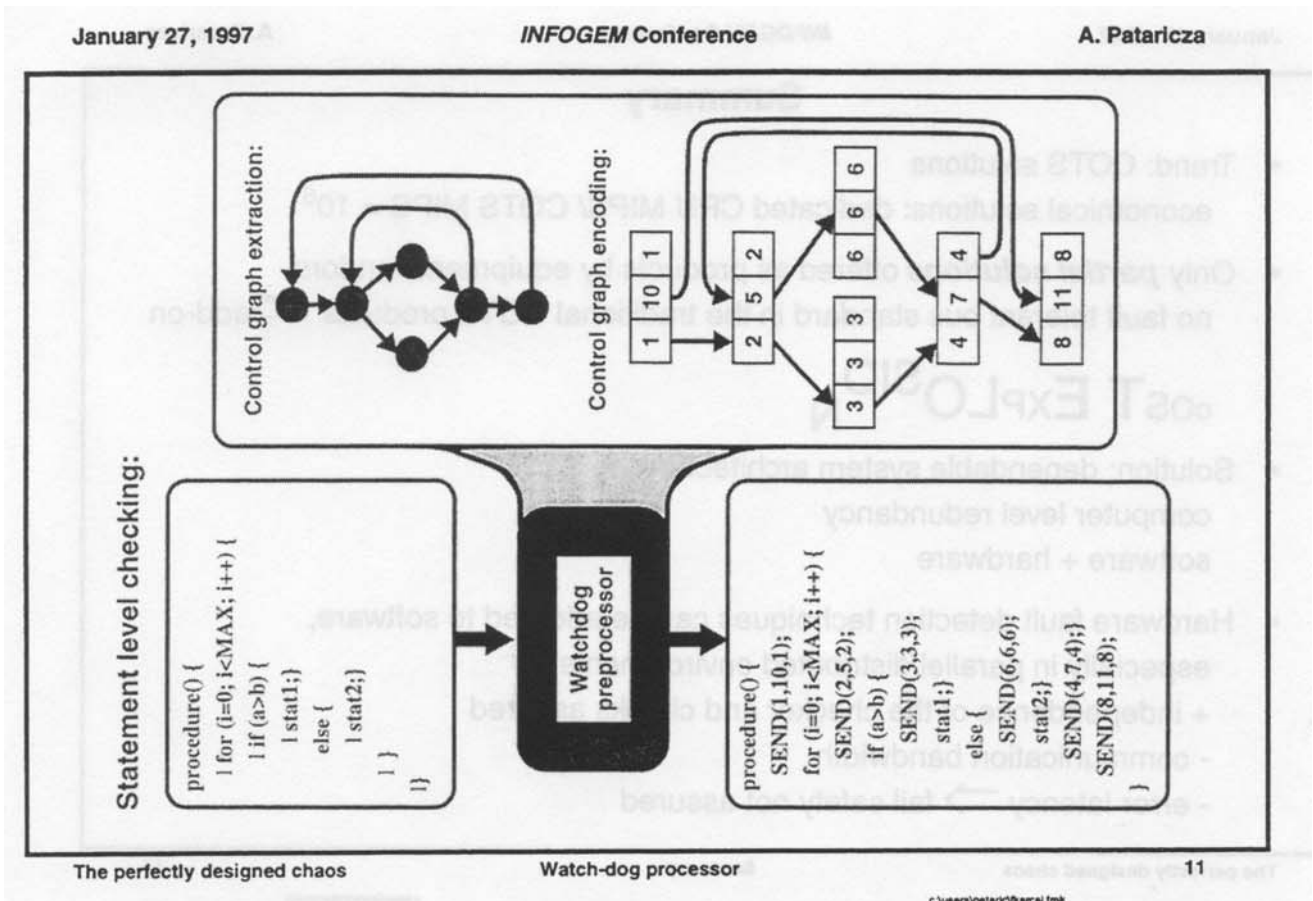 January 27, 1997
INFOGEM Conference
A. Pataricza
Statement level checking:
procedure() {
| for (i=0; i<MAX; i++) {
| if (a>b) {
| stat1;}
else {
| stat2;}
| }
|}
Watchdog
preprocessor
procedure() {
SEND(1,10,1);
for (i=0; i<MAX; i++) {
SEND(2,5,2);
if (a>b) {
SEND(3,3,3);
stat1;}
else {
SEND(6,6,6);
stat2;}
SEND(4,7,4);}
SEND(8,11,8);
}
Control graph extraction:
Control graph encoding:
1 10 1
2 5 2
3 3 3
6 6 6
4 7 4
8 11 8
The perfectly designed chaos
Watch-dog processor
11